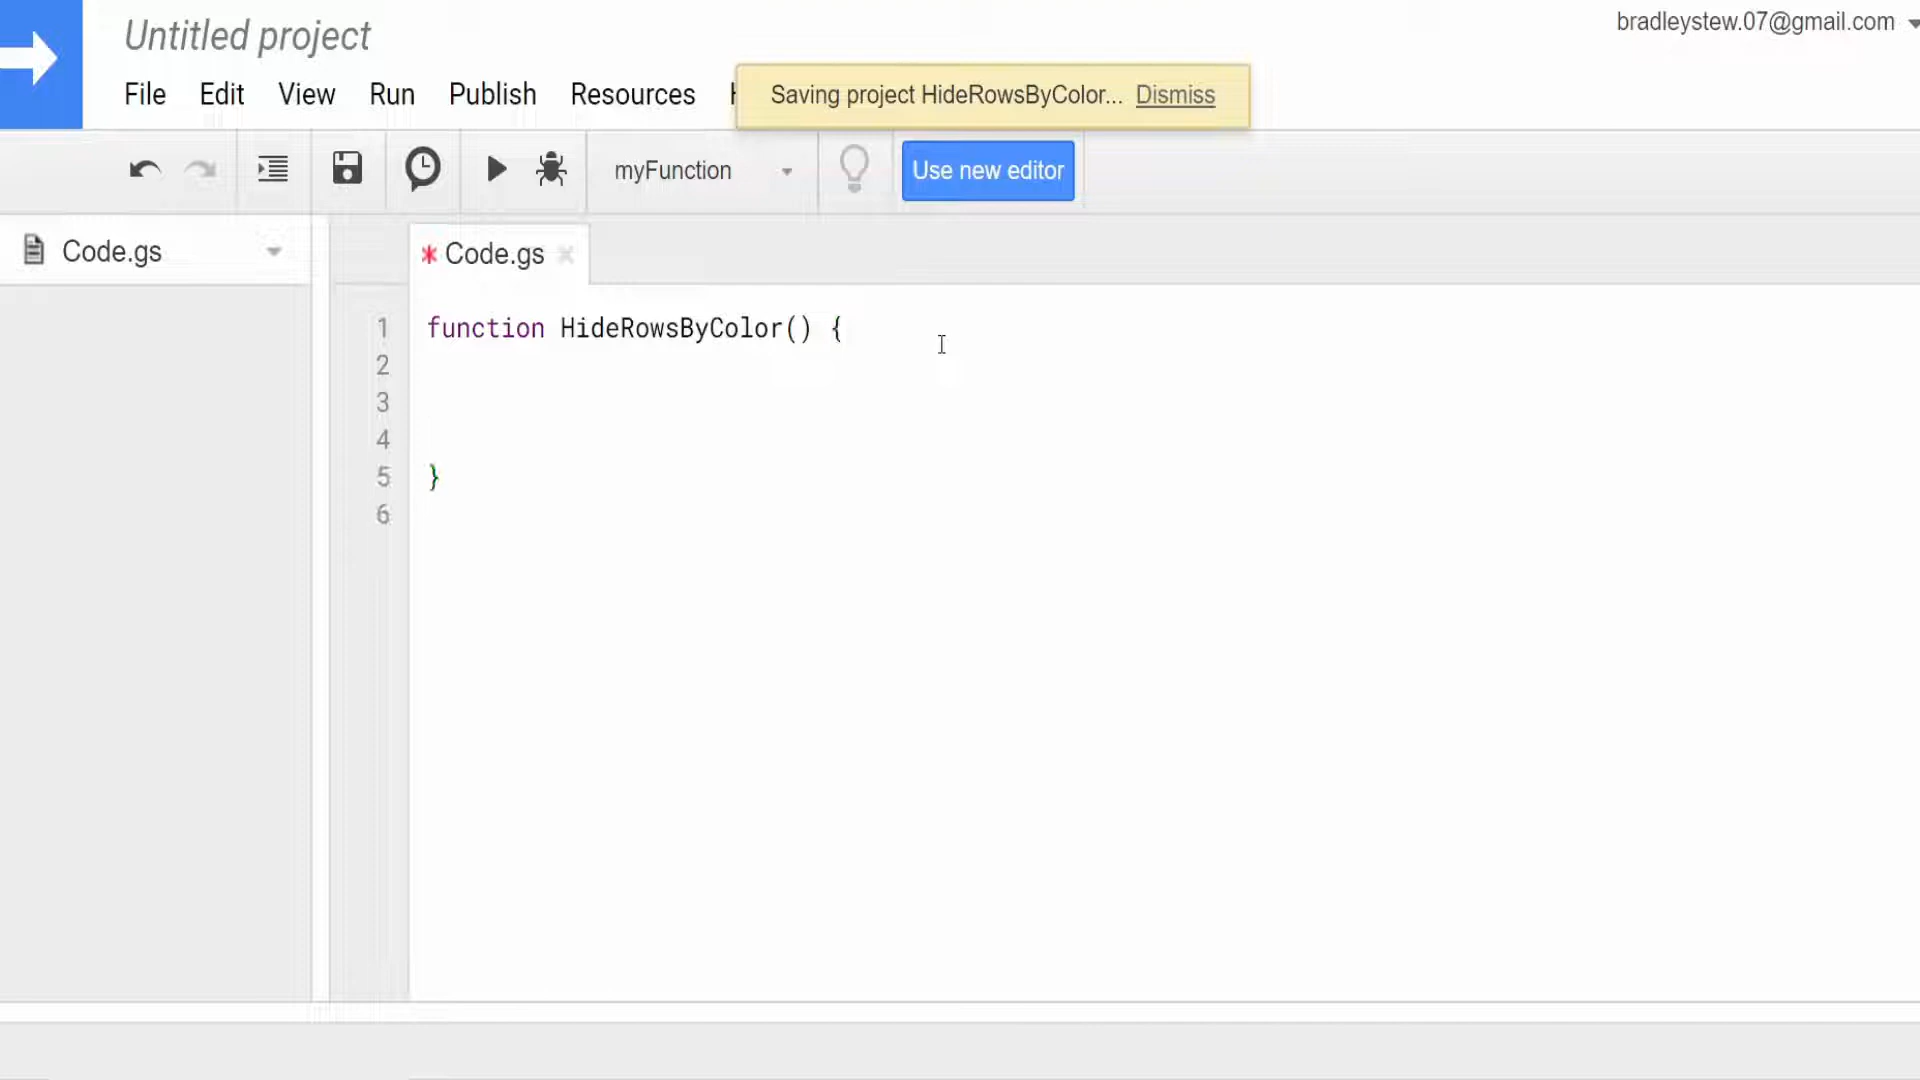 Untitled project
bradleystew.07@gmail.com
File Edit View Run Publish Resources
Saving project HideRowsByColor... Dismiss
myFunction
Use new editor
Code.gs
* Code.gs
1 function HideRowsByColor() {
2
3
4
5 }
6